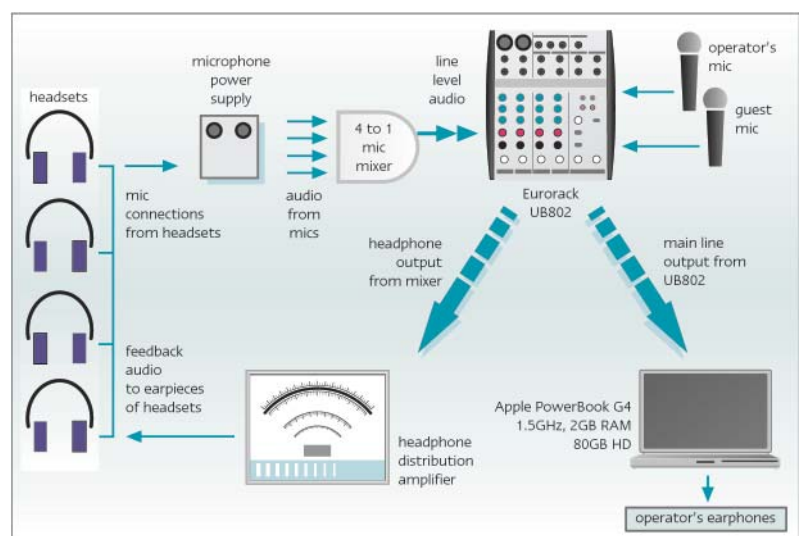 headsets
microphone
power
supply
mic
connections
from headsets
audio
from
mics
4 to 1
mic
mixer
line
level
audio
Eurorack
UB802
operator's
mic
guest
mic
headphone
output
from mixer
main line
output from
UB802
feedback
audio
to earpieces
of headsets
headphone
distribution
amplifier
Apple PowerBook G4
1.5GHz, 2GB RAM
80GB HD
operator's earphones